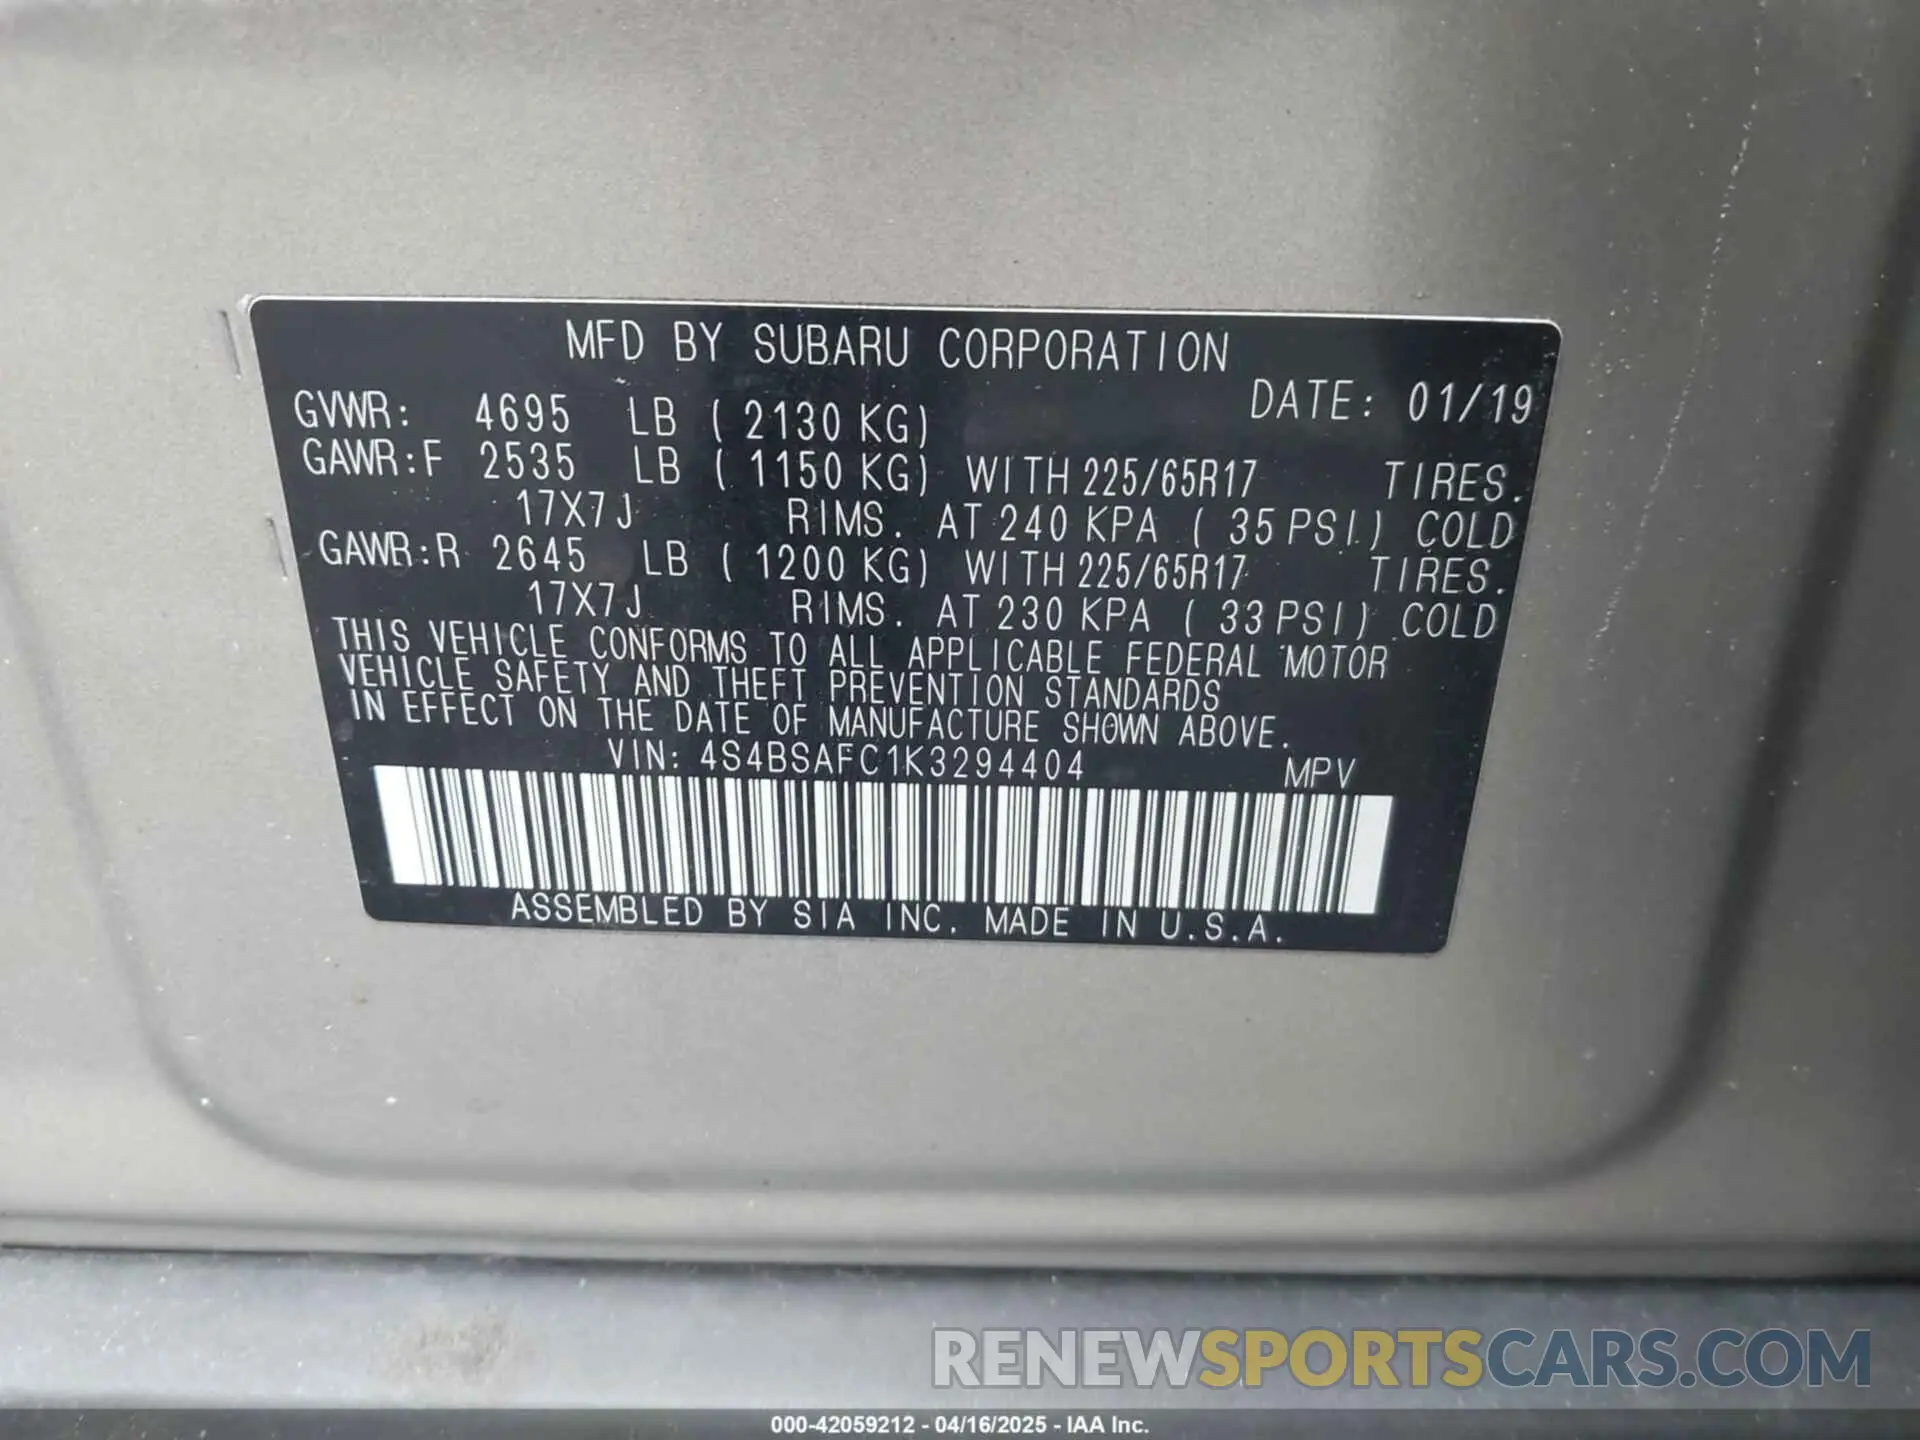 MFD BY SUBARU CORPORATION
DATE: 01/19
GVWR: 4695 LB ( 2130 KG)
GAWR:F 2535 LB ( 1150 KG) WITH 225/65R17 TIRES.
17X7J RIMS. AT 240 KPA ( 35 PSI) COLD
GAWR:R 2645 LB ( 1200 KG) WITH 225/65R17 TIRES.
17X7J RIMS. AT 230 KPA ( 33 PSI) COLD
THIS VEHICLE CONFORMS TO ALL APPLICABLE FEDERAL MOTOR
VEHICLE SAFETY AND THEFT PREVENTION STANDARDS
IN EFFECT ON THE DATE OF MANUFACTURE SHOWN ABOVE.
VIN: 4S4BSAFC1K3294404 MPV
ASSEMBLED BY SIA INC. MADE IN U.S.A.
RENEWSPORTSCARS.COM
000-42059212 - 04/16/2025 - IAA Inc.